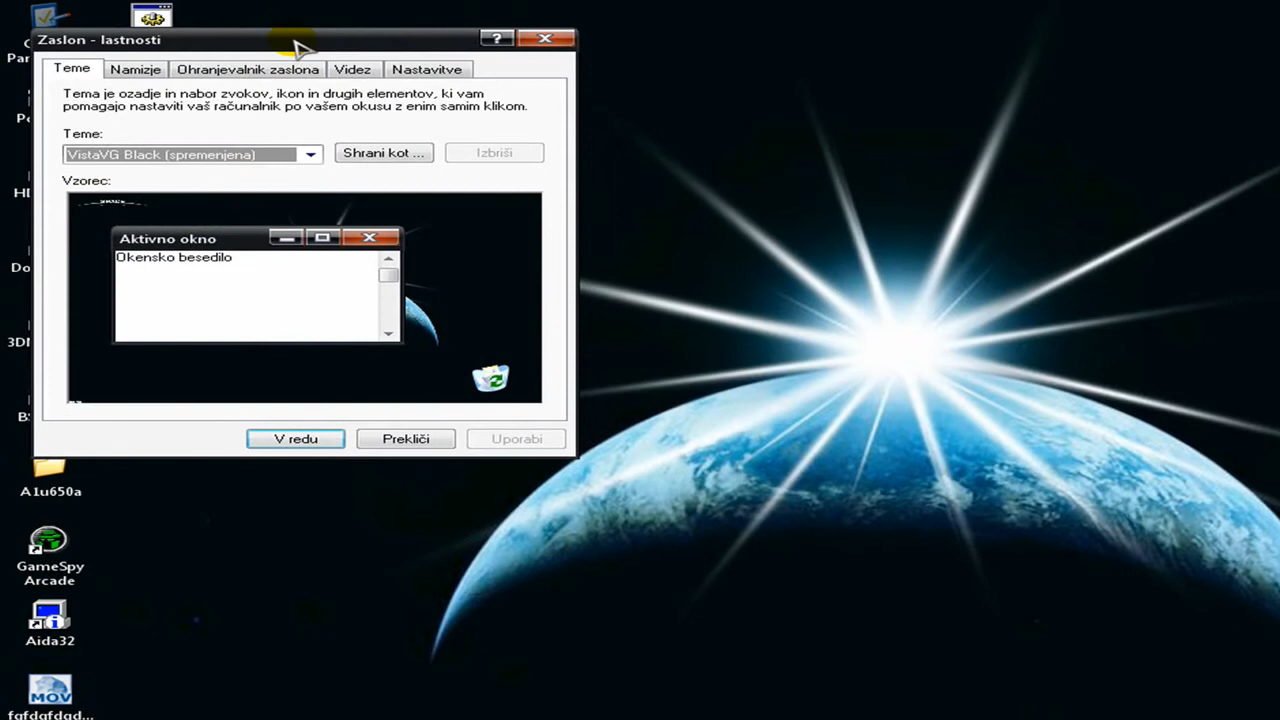 Zaslon - lastnosti
Teme
Namizje
Ohranjevalnik zaslona
Videz
Nastavitve
Tema je ozadje in nabor zvokov, ikon in drugih elementov, ki vam
pomagajo nastaviti vaš računalnik po vašem okusu z enim samim klikom.
Teme:
VistaVG Black (spremenjena)
Shrani kot ...
Izbriši
Vzorec:
Aktivno okno
Okensko besedilo
V redu
Prekliči
Uporabi
A1u650a
GameSpy
Arcade
Aida32
MOV
fgfdgfdgd...